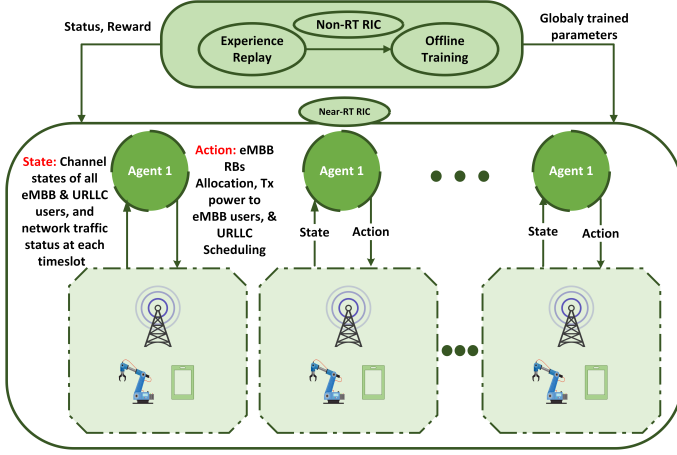 Non-RT RIC
Status, Reward
Experience
Replay
Offline
Training
Globaly trained
parameters
Near-RT RIC
State: Channel
states of all
eMBB & URLLC
users, and
network traffic
status at each
timeslot
Agent 1
Action: eMBB
RBs
Allocation, Tx
power to
eMBB users, &
URLLC
Scheduling
Agent 1
State
Action
Agent 1
State
Action